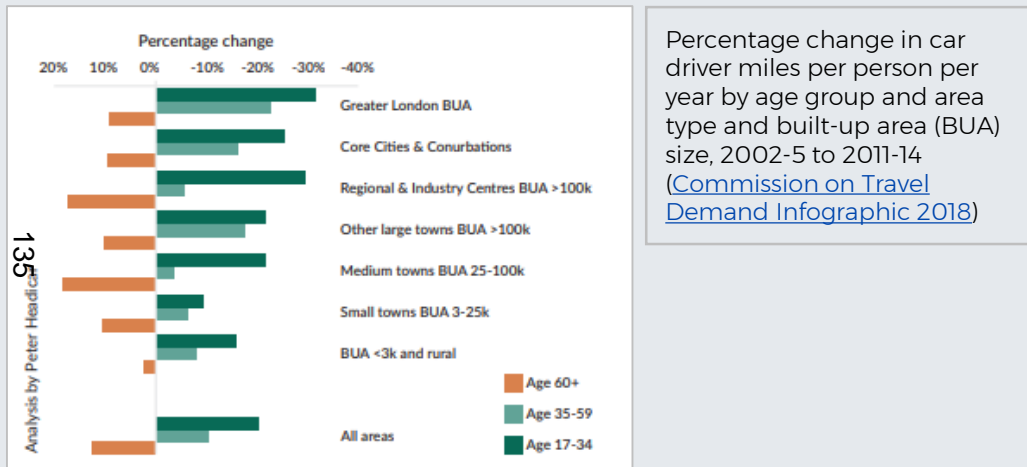 Percentage change
20% 10% 0% -10% -20% -30% -40%
Greater London BUA
Core Cities & Conurbations
Regional & Industry Centres BUA >100k
Other large towns BUA >100k
Medium towns BUA 25-100k
Small towns BUA 3-25k
BUA <3k and rural
All areas
Age 60+
Age 35-59
Age 17-34
Analysis by Peter Headicar
135
Percentage change in car
driver miles per person per
year by age group and area
type and built-up area (BUA)
size, 2002-5 to 2011-14
(Commission on Travel
Demand Infographic 2018)